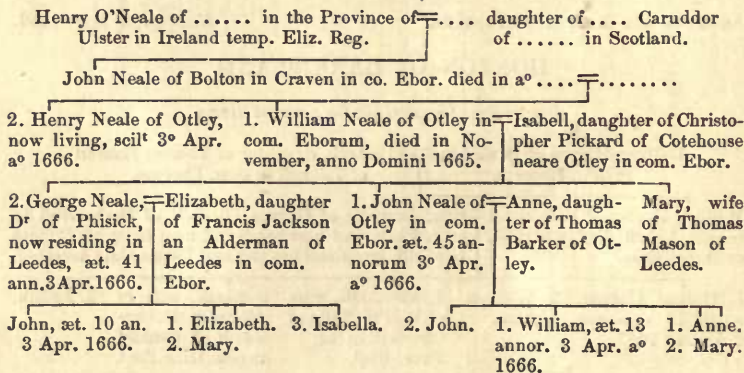 Henry O'Neale of ...... in the Province of .... daughter of .... Caruddor
Ulster in Ireland temp. Eliz. Reg. of ...... in Scotland.
John Neale of Bolton in Craven in co. Ebor. died in aº .... ........
2. Henry Neale of Otley,
now living, scilᵗ 3º Apr.
aº 1666.
1. William Neale of Otley in
com. Eborum, died in No-
vember, anno Domini 1665.
Isabell, daughter of Christo-
pher Pickard of Cotehouse
neare Otley in com. Ebor.
2. George Neale,
Dʳ of Phisick,
now residing in
Leedes, æt. 41
ann. 3 Apr. 1666.
Elizabeth, daughter
of Francis Jackson
an Alderman of
Leedes in com.
Ebor.
1. John Neale of
Otley in com.
Ebor. æt. 45 an-
norum 3º Apr.
aº 1666.
Anne, daugh-
ter of Thomas
Barker of Ot-
ley.
Mary, wife
of Thomas
Mason of
Leedes.
John, æt. 10 an.
3 Apr. 1666.
1. Elizabeth.
2. Mary.
3. Isabella.
2. John.
1. William, æt. 13
annor. 3 Apr. aº
1666.
1. Anne.
2. Mary.